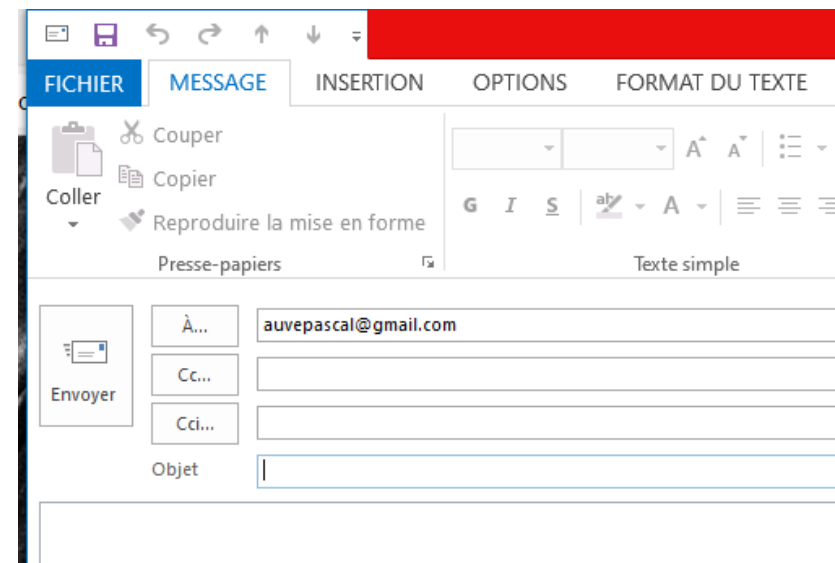 FICHIER MESSAGE INSERTION OPTIONS FORMAT DU TEXTE
Couper
Copier
Coller
Reproduire la mise en forme
G I S ab A
A A
Presse-papiers
Texte simple
À... auvepascal@gmail.com
Cc...
Envoyer
Cci...
Objet